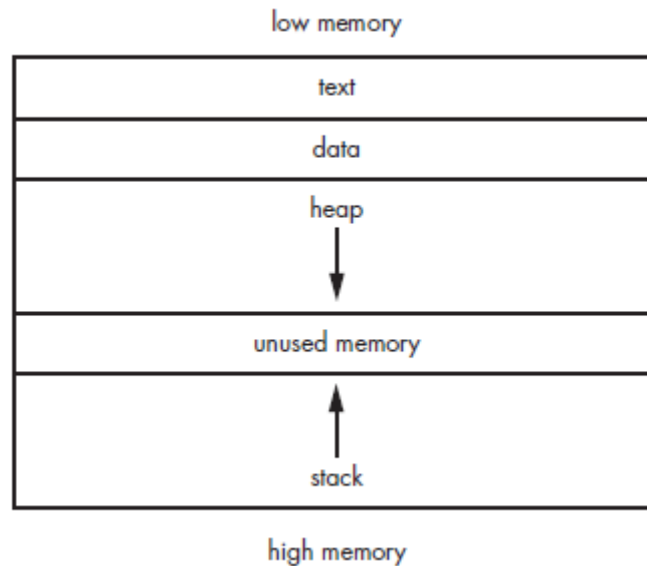 low memory
text
data
heap
unused memory
stack
high memory